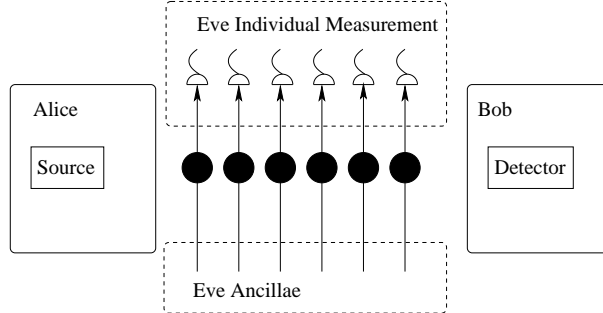 Eve Individual Measurement
Alice
Bob
Source
Detector
Eve Ancillae